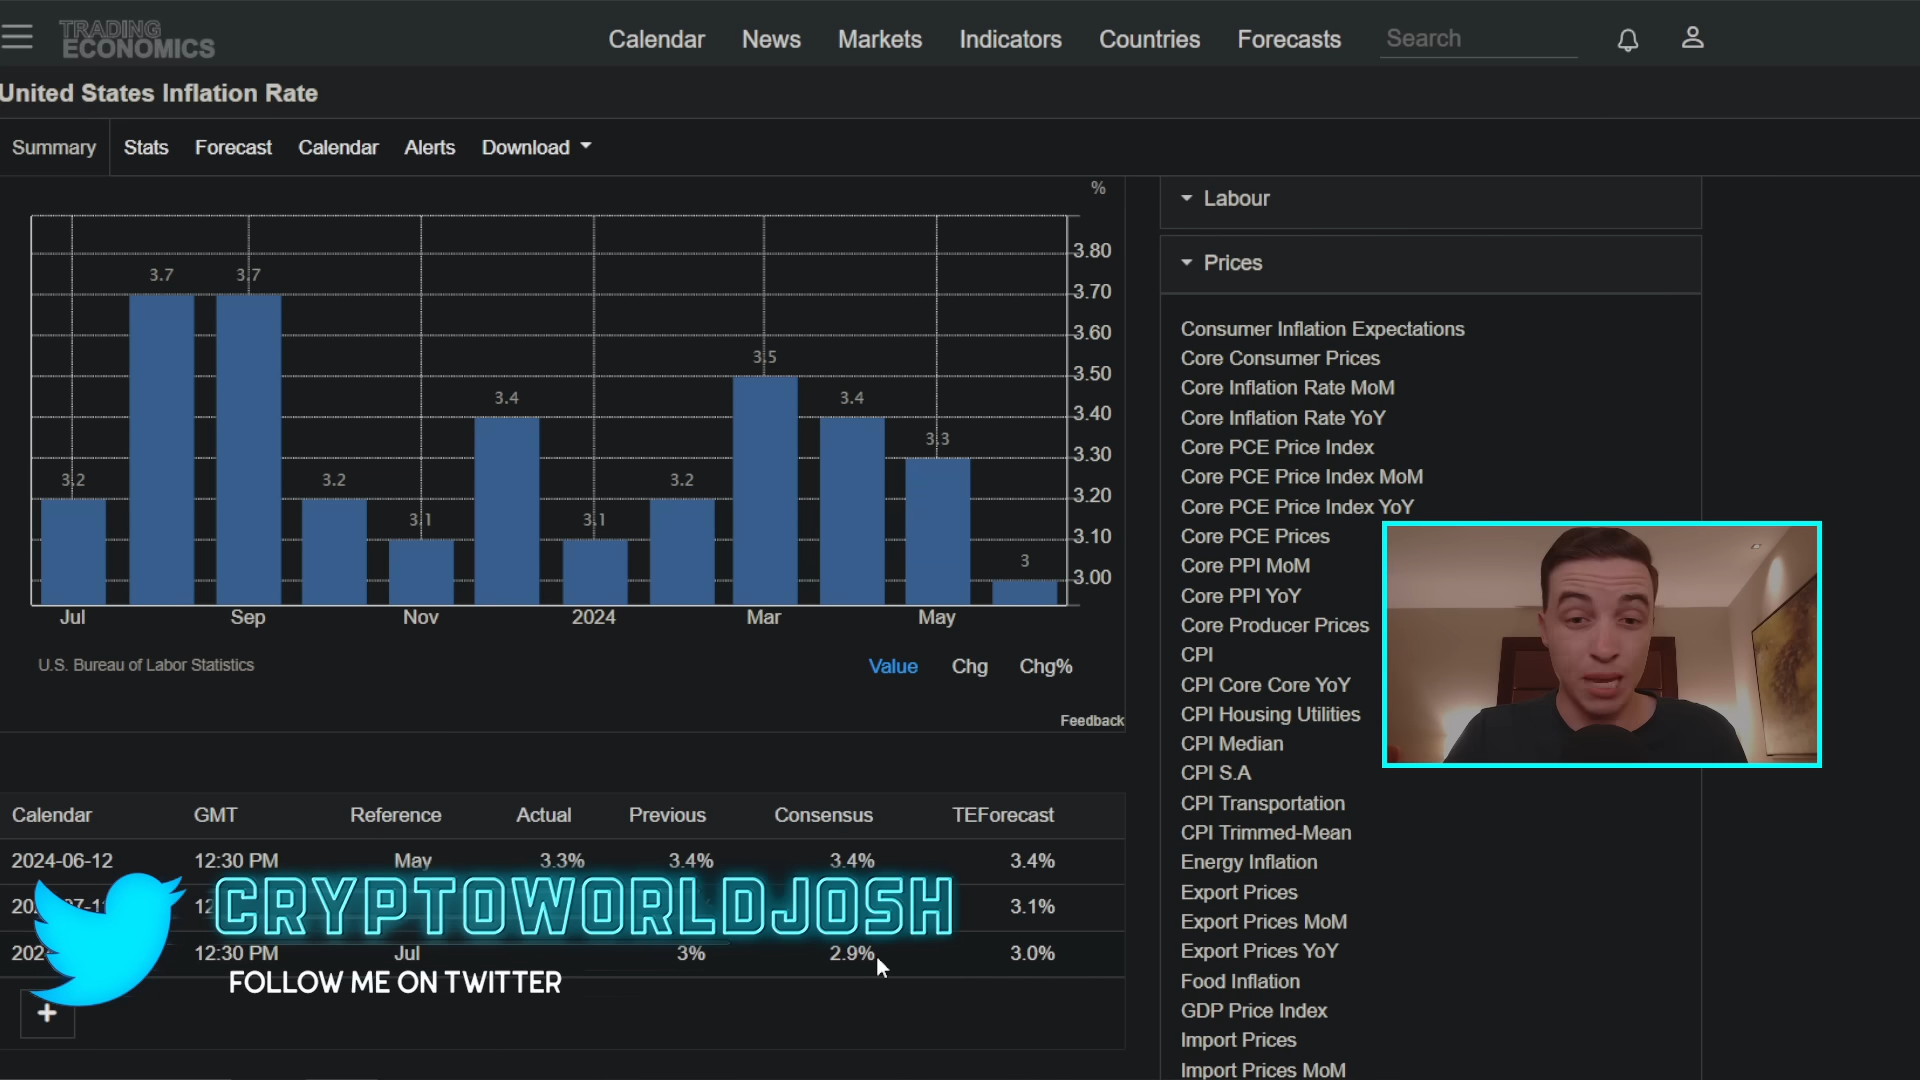 TRADING
ECONOMICS
Calendar News Markets Indicators Countries Forecasts Search
United States Inflation Rate
Summary Stats Forecast Calendar Alerts Download
%
3.80
3.70
3.60
3.50
3.40
3.30
3.20
3.10
3.00
3.2 3.7 3.7 3.2 3.1 3.4 3.1 3.2 3.5 3.4 3.3 3
Jul Sep Nov 2024 Mar May
U.S. Bureau of Labor Statistics
Value Chg Chg%
Feedback
Calendar GMT Reference Actual Previous Consensus TEForecast
2024-06-12 12:30 PM May 3.3% 3.4% 3.4% 3.4%
3.1%
12:30 PM Jul 3% 2.9% 3.0%
CRYPTOWORLDJOSH
FOLLOW ME ON TWITTER
+
Labour
Prices
Consumer Inflation Expectations
Core Consumer Prices
Core Inflation Rate MoM
Core Inflation Rate YoY
Core PCE Price Index
Core PCE Price Index MoM
Core PCE Price Index YoY
Core PCE Prices
Core PPI MoM
Core PPI YoY
Core Producer Prices
CPI
CPI Core Core YoY
CPI Housing Utilities
CPI Median
CPI S.A
CPI Transportation
CPI Trimmed-Mean
Energy Inflation
Export Prices
Export Prices MoM
Export Prices YoY
Food Inflation
GDP Price Index
Import Prices
Import Prices MoM